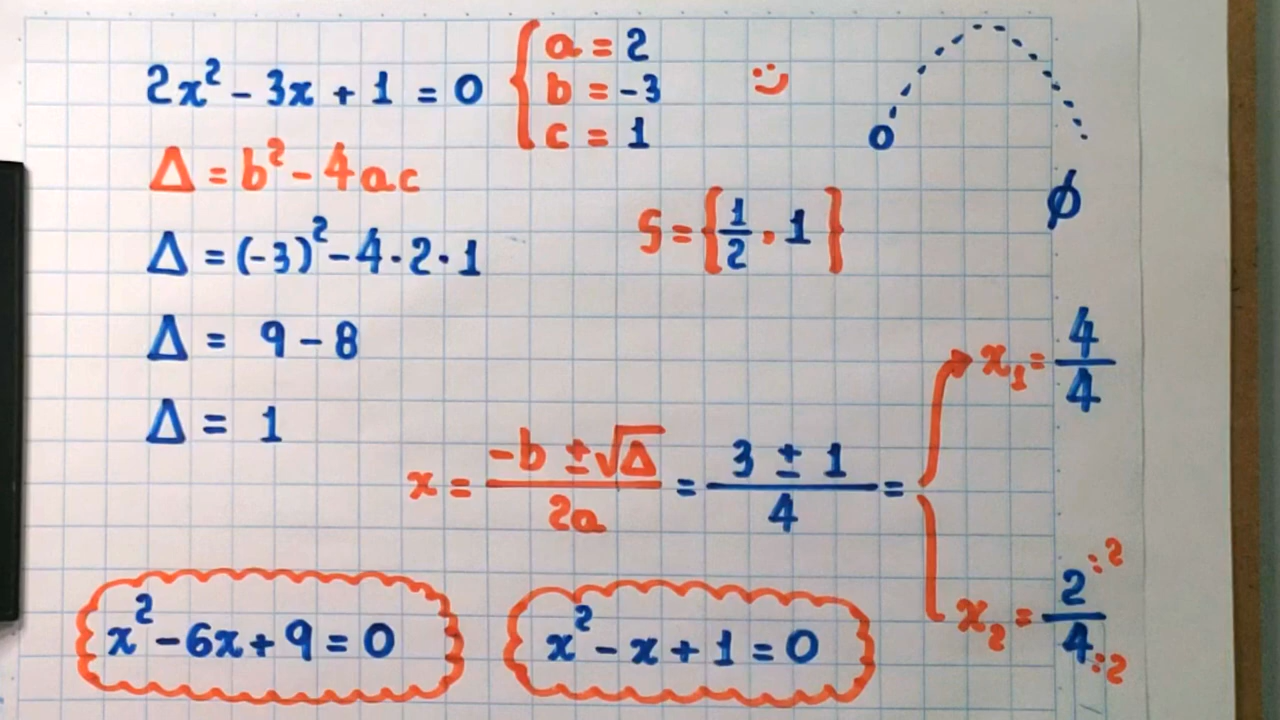 2x² - 3x + 1 = 0 { a = 2
b = -3
c = 1
Δ = b² - 4ac
Δ = (-3)² - 4 · 2 · 1
Δ = 9 - 8
Δ = 1
0
ϕ
S = { 1/2 . 1 }
x = (-b ± √Δ)/2a = (3 ± 1)/4 =
x₁ = 4/4
x₂ = 2:2/4:2
x² - 6x + 9 = 0
x² - x + 1 = 0